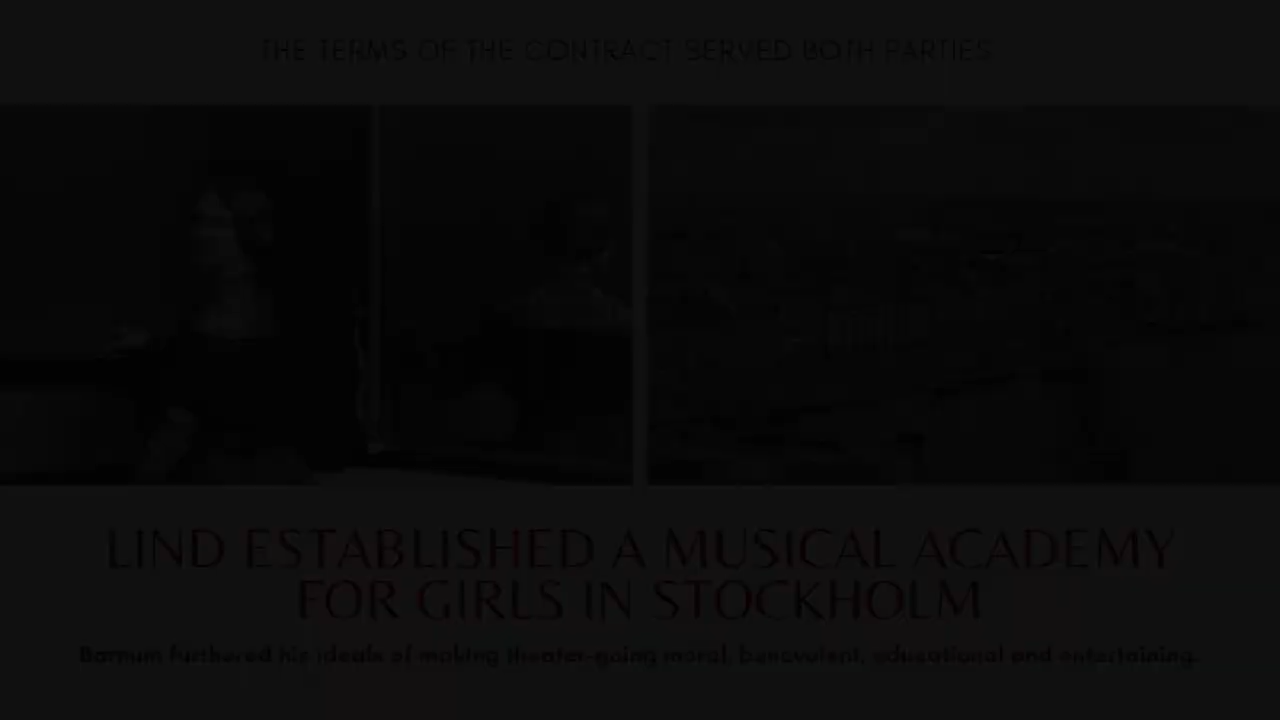 THE TERMS OF THE CONTRACT SERVED BOTH PARTIES
LIND ESTABLISHED A MUSICAL ACADEMY
FOR GIRLS IN STOCKHOLM
Barnum furthered his ideals of making theater-going moral, benevolent, educational and entertaining.